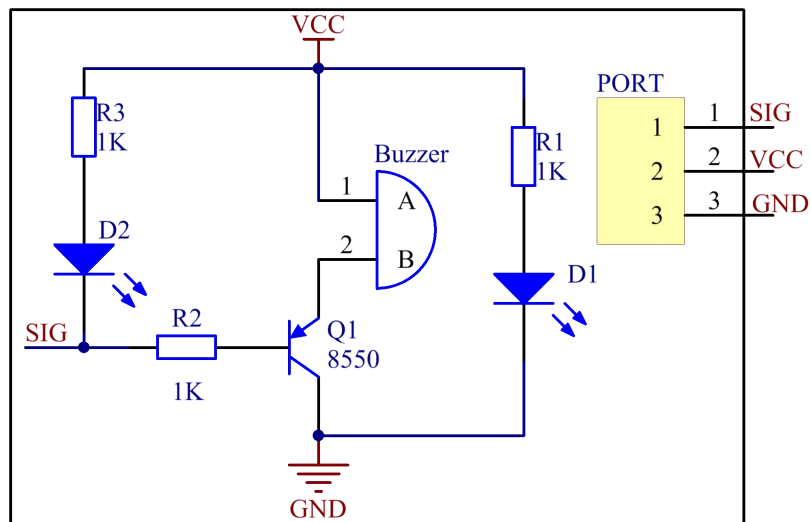 VCC
R3
1K
D2
SIG
R2
1K
Buzzer
1
A
2
B
Q1
8550
GND
R1
1K
D1
PORT
1 1 SIG
2 2 VCC
3 3 GND